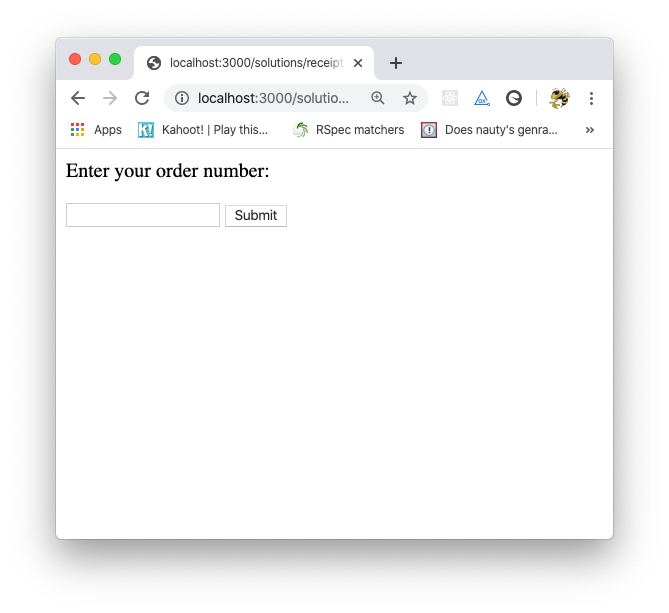 localhost:3000/solutions/receipt
localhost:3000/solutio...
Apps Kahoot! | Play this... RSpec matchers Does nauty's genra... »
Enter your order number:
Submit